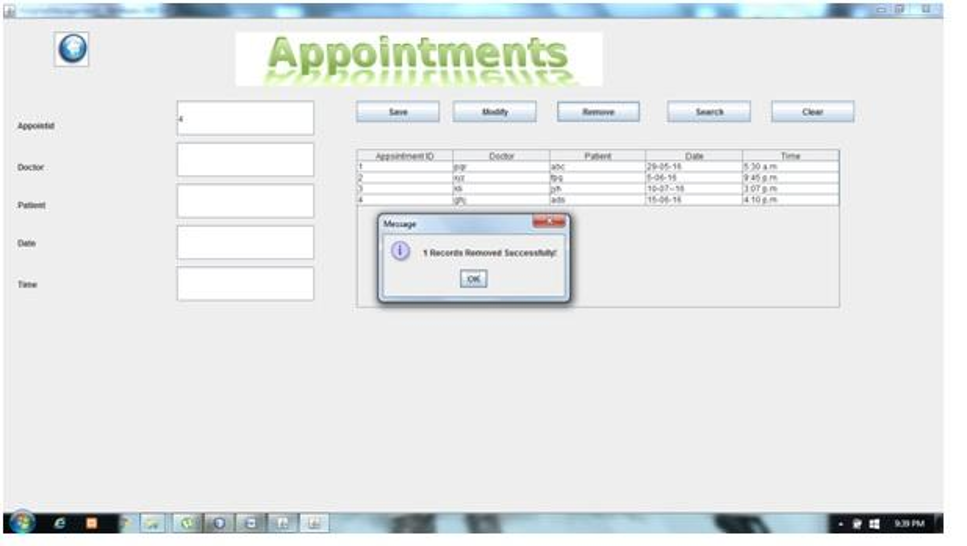 Appointments
Appointid 4
Save Modify Remove Search Clear
Doctor
Patient
Date
Time
Appointment ID Doctor Patient Date Time
1 pqr abc 29-05-16 5:30 a.m
2 xyz fpq 5-06-16 9:45 p.m
3 jyh 10-07--16 3:07 p.m
4 ghj ads 15-06-16 4:10 p.m
Message
1 Records Removed Successfully!
OK
9:39 PM